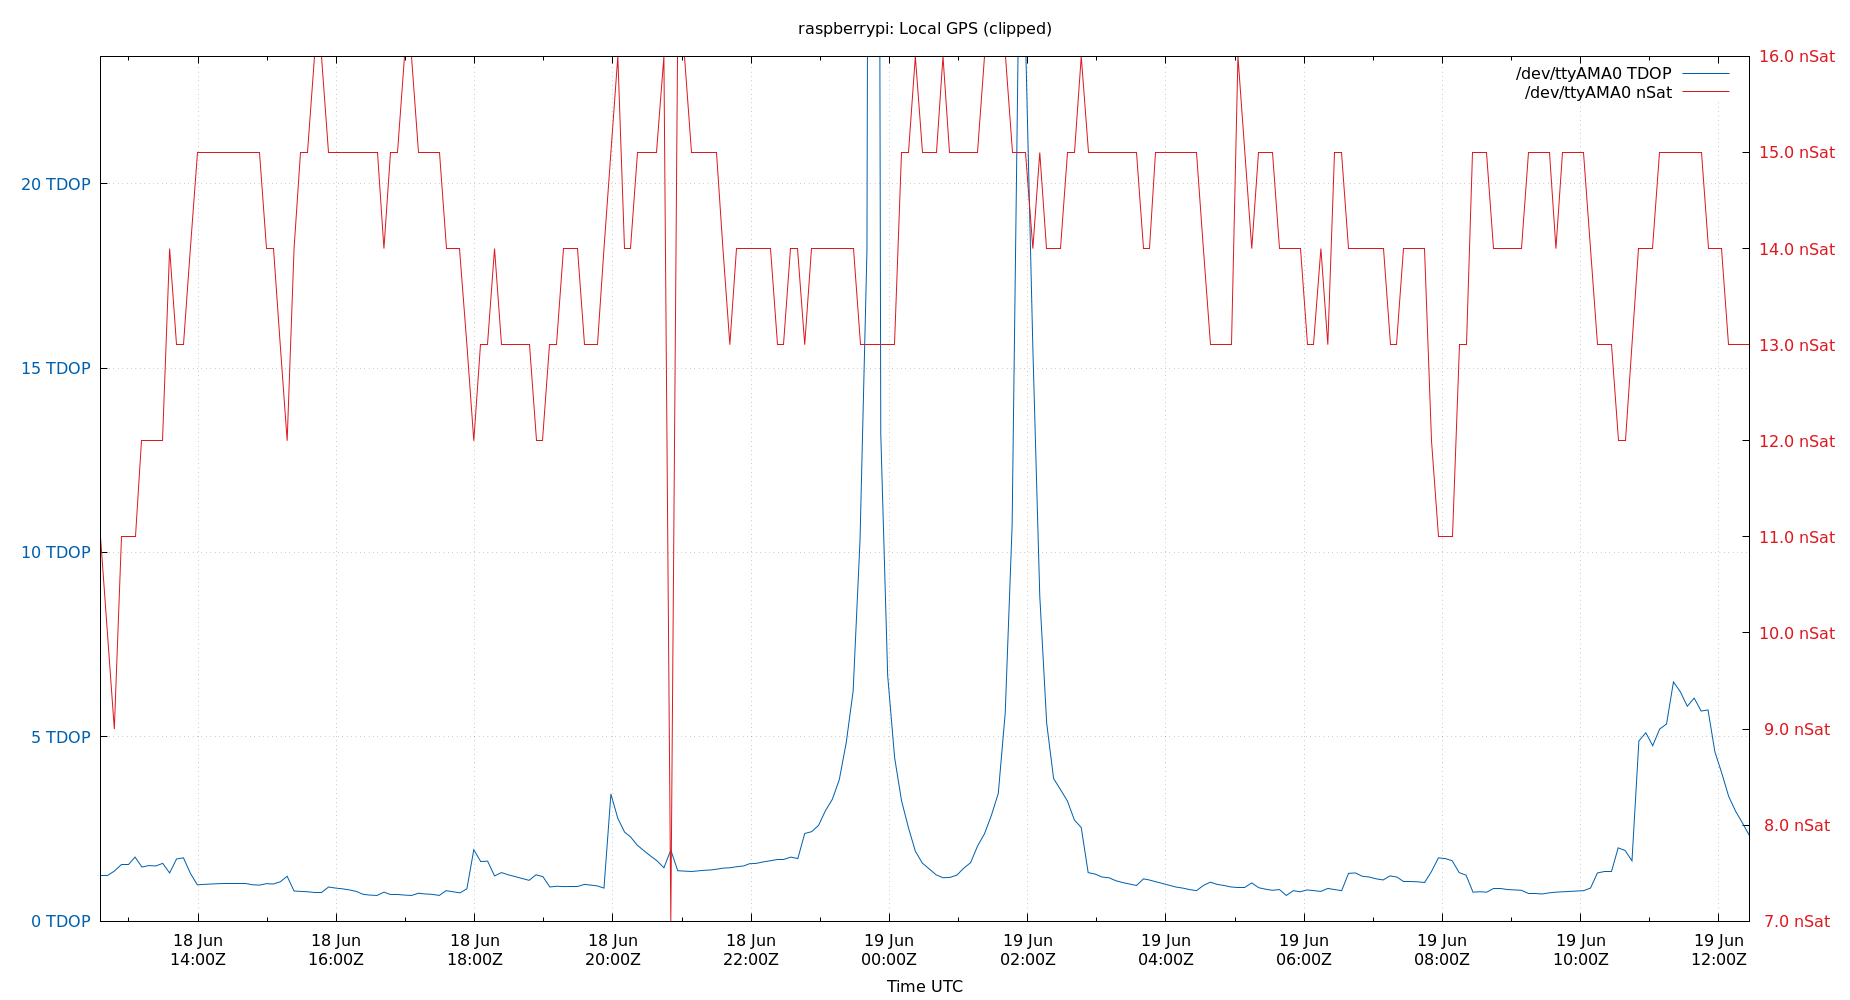 raspberrypi: Local GPS (clipped)
/dev/ttyAMA0 TDOP
/dev/ttyAMA0 nSat
20 TDOP
15 TDOP
10 TDOP
5 TDOP
0 TDOP
16.0 nSat
15.0 nSat
14.0 nSat
13.0 nSat
12.0 nSat
11.0 nSat
10.0 nSat
9.0 nSat
8.0 nSat
7.0 nSat
18 Jun
14:00Z
18 Jun
16:00Z
18 Jun
18:00Z
18 Jun
20:00Z
18 Jun
22:00Z
19 Jun
00:00Z
19 Jun
02:00Z
19 Jun
04:00Z
19 Jun
06:00Z
19 Jun
08:00Z
19 Jun
10:00Z
19 Jun
12:00Z
Time UTC